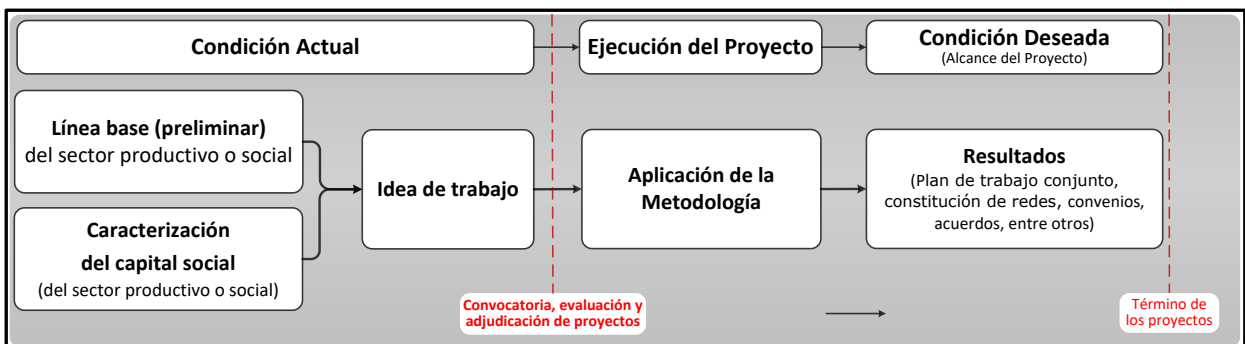 Condición Actual
Ejecución del Proyecto
Condición Deseada
(Alcance del Proyecto)
Línea base (preliminar)
del sector productivo o social
Caracterización
del capital social
(del sector productivo o social)
Idea de trabajo
Aplicación de la
Metodología
Resultados
(Plan de trabajo conjunto,
constitución de redes, convenios,
acuerdos, entre otros)
Convocatoria, evaluación y
adjudicación de proyectos
Término de
los proyectos